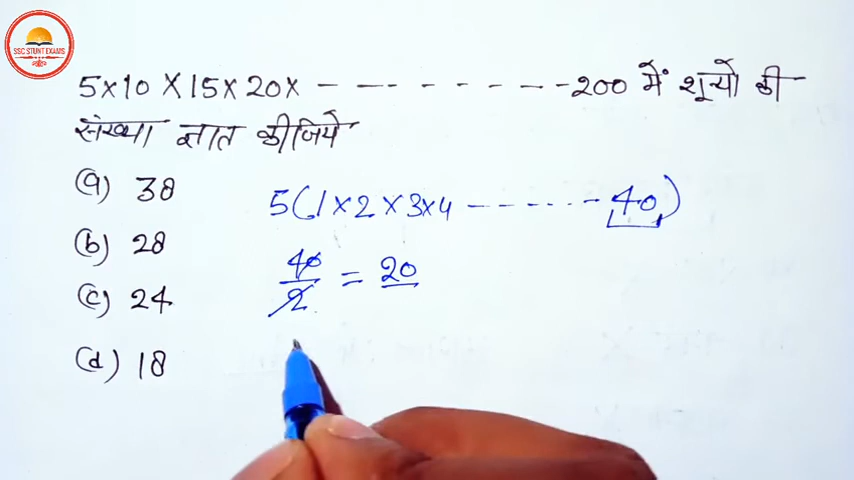 SSC STUNT EXAMS
5×10×15×20× - - - - - - - - 200 में शून्यो की
संख्या ज्ञात कीजिये
(a) 38
5(1×2×3×4 - - - - - - - 40)
(b) 28
40/2 = 20
(c) 24
(d) 18